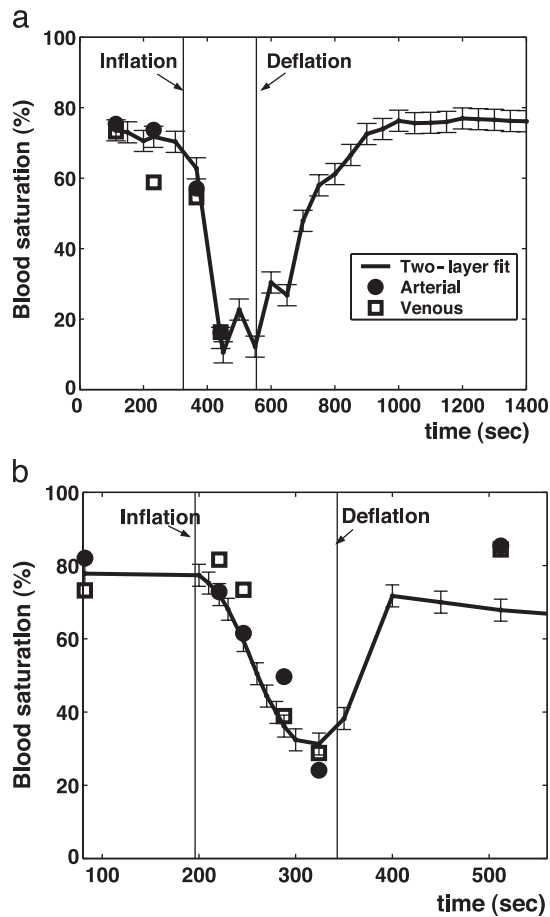 a
100
Inflation
Deflation
80
60
40
20
0
Blood saturation (%)
Two-layer fit
Arterial
Venous
0 200 400 600 800 1000 1200 1400
time (sec)
b
100
Inflation
Deflation
80
60
40
20
0
Blood saturation (%)
100 200 300 400 500
time (sec)